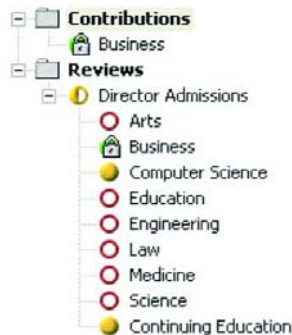 Contributions
Business
Reviews
Director Admissions
Arts
Business
Computer Science
Education
Engineering
Law
Medicine
Science
Continuing Education